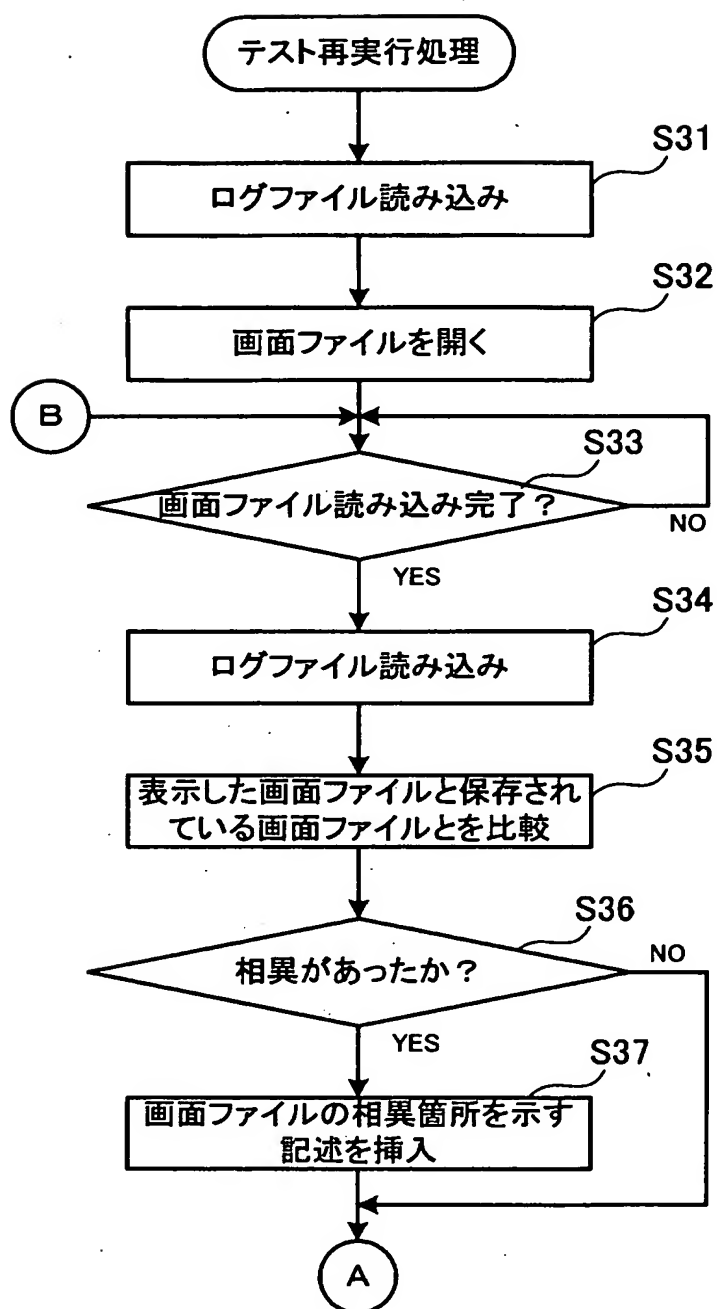 テスト再実行処理
S31
ログファイル読み込み
S32
画面ファイルを開く
B
S33
画面ファイル読み込み完了？
NO
YES
S34
ログファイル読み込み
S35
表示した画面ファイルと保存され
ている画面ファイルとを比較
S36
相異があったか？
NO
YES
S37
画面ファイルの相異箇所を示す
記述を挿入
A